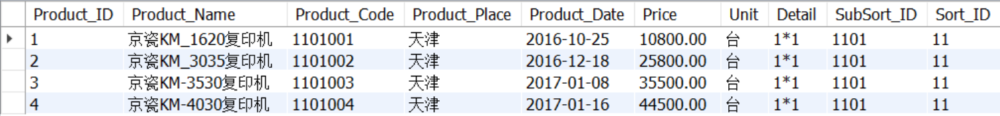 Product_ID Product_Name Product_Code Product_Place Product_Date Price Unit Detail SubSort_ID Sort_ID
1 京瓷KM_1620复印机 1101001 天津 2016-10-25 10800.00 台 1*1 1101 11
2 京瓷KM_3035复印机 1101002 天津 2016-12-18 25800.00 台 1*1 1101 11
3 京瓷KM-3530复印机 1101003 天津 2017-01-08 35500.00 台 1*1 1101 11
4 京瓷KM-4030复印机 1101004 天津 2017-01-16 44500.00 台 1*1 1101 11